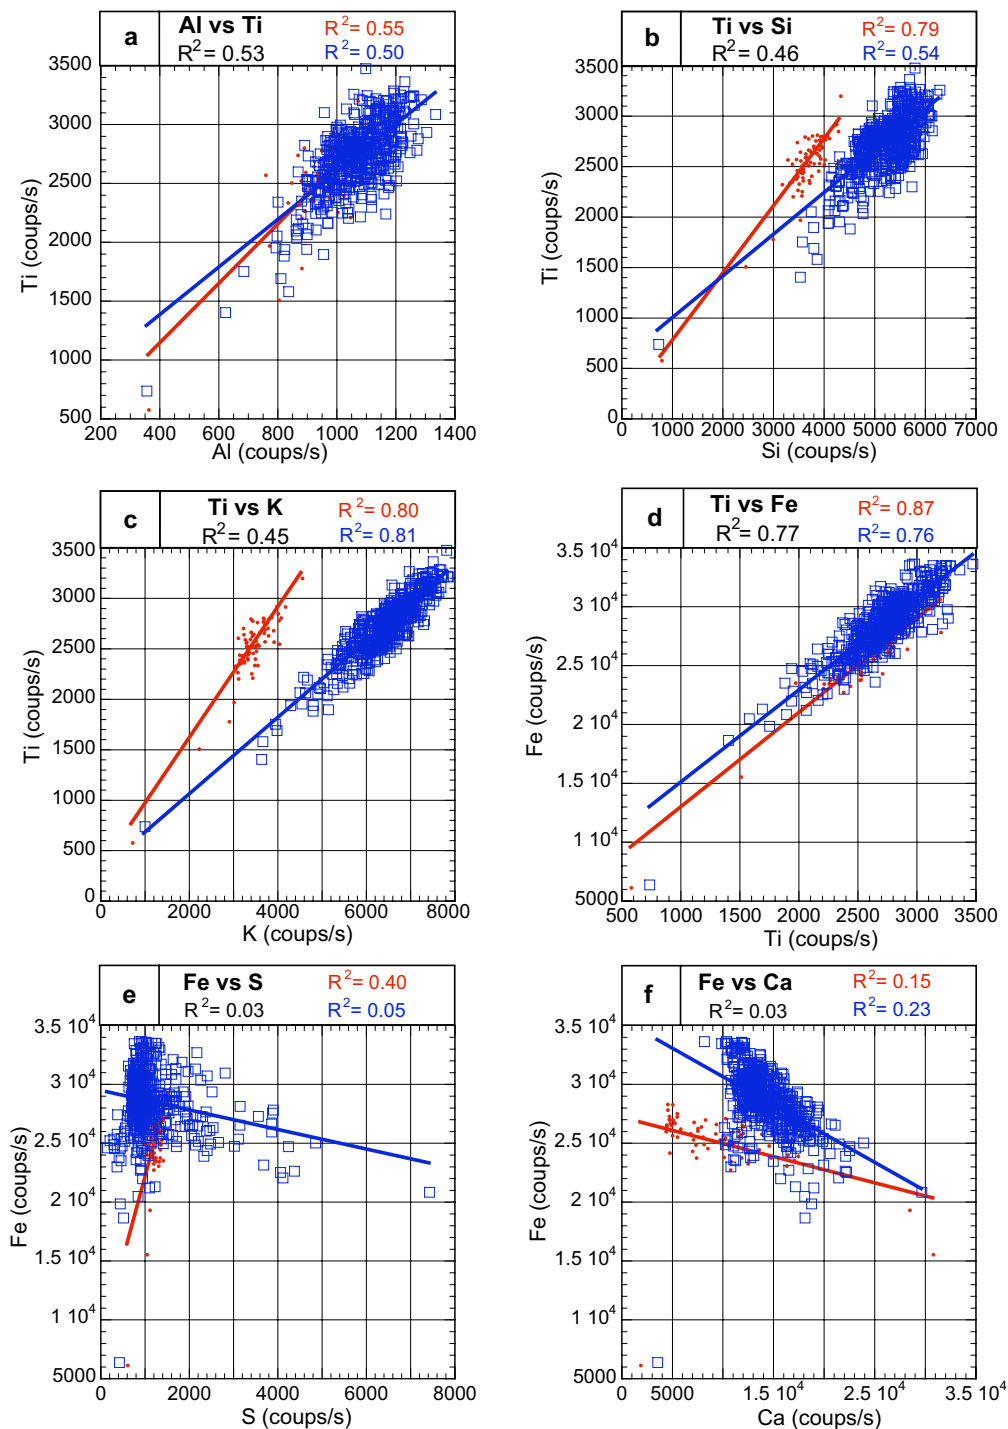 a
Al vs Ti
R2= 0.53
R2= 0.55
R2= 0.50
3500
3000
2500
2000
1500
1000
500
Ti (coups/s)
200 400 600 800 1000 1200 1400
Al (coups/s)
b
Ti vs Si
R2= 0.46
R2= 0.79
R2= 0.54
3500
3000
2500
2000
1500
1000
500
0
Ti (coups/s)
0 1000 2000 3000 4000 5000 6000 7000
Si (coups/s)
c
Ti vs K
R2= 0.45
R2= 0.80
R2= 0.81
3500
3000
2500
2000
1500
1000
500
0
Ti (coups/s)
0 2000 4000 6000 8000
K (coups/s)
d
Ti vs Fe
R2= 0.77
R2= 0.87
R2= 0.76
3.5 104
3 104
2.5 104
2 104
1.5 104
1 104
5000
Fe (coups/s)
500 1000 1500 2000 2500 3000 3500
Ti (coups/s)
e
Fe vs S
R2= 0.03
R2= 0.40
R2= 0.05
3.5 104
3 104
2.5 104
2 104
1.5 104
1 104
5000
Fe (coups/s)
0 2000 4000 6000 8000
S (coups/s)
f
Fe vs Ca
R2= 0.03
R2= 0.15
R2= 0.23
3.5 104
3 104
2.5 104
2 104
1.5 104
1 104
5000
Fe (coups/s)
0 5000 1.5 104 2.5 104 3.5 104
Ca (coups/s)